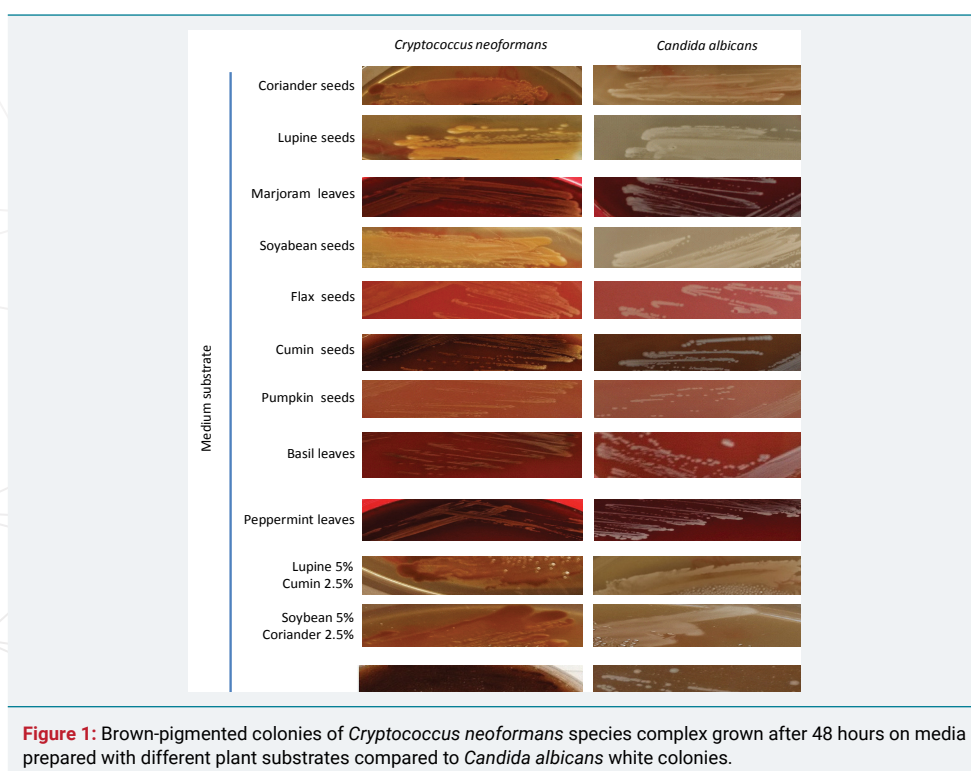 Cryptococcus neoformans Candida albicans
Coriander seeds
Lupine seeds
Marjoram leaves
Soyabean seeds
Flax seeds
Cumin seeds
Pumpkin seeds
Basil leaves
Peppermint leaves
Lupine 5%
Cumin 2.5%
Soybean 5%
Coriander 2.5%
Medium substrate
Figure 1: Brown-pigmented colonies of Cryptococcus neoformans species complex grown after 48 hours on media
prepared with different plant substrates compared to Candida albicans white colonies.